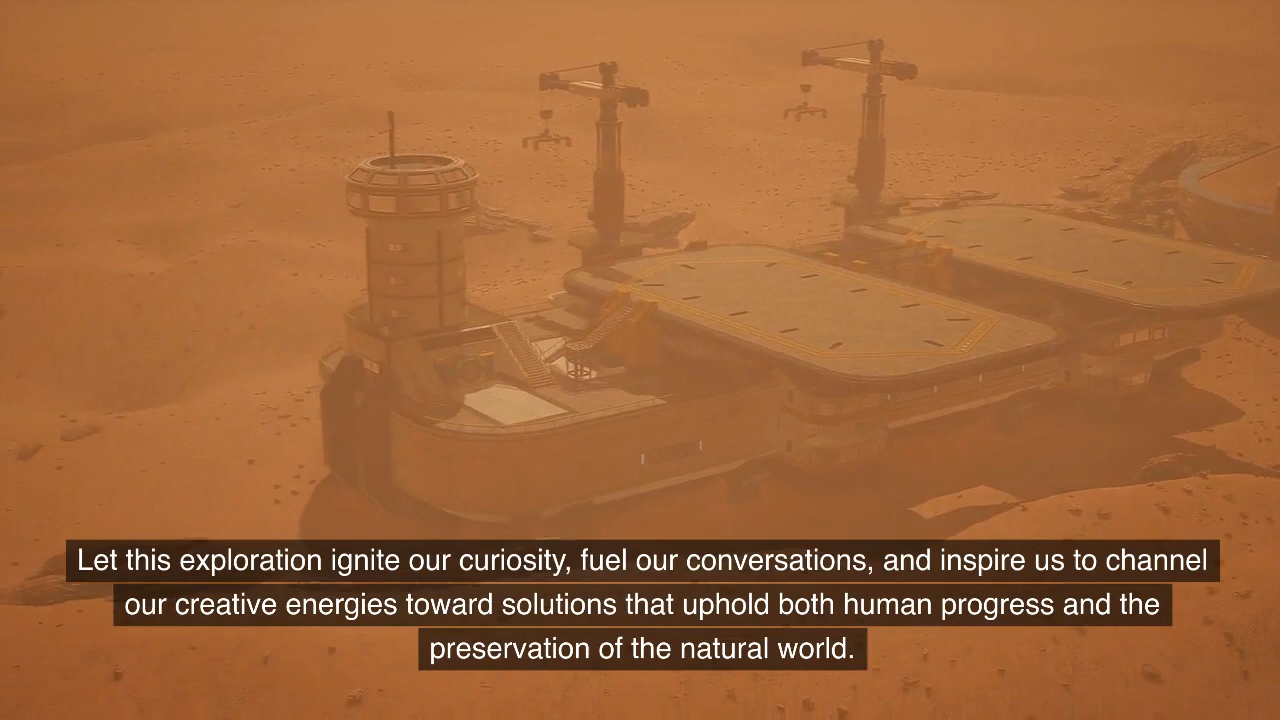 Let this exploration ignite our curiosity, fuel our conversations, and inspire us to channel
our creative energies toward solutions that uphold both human progress and the
preservation of the natural world.